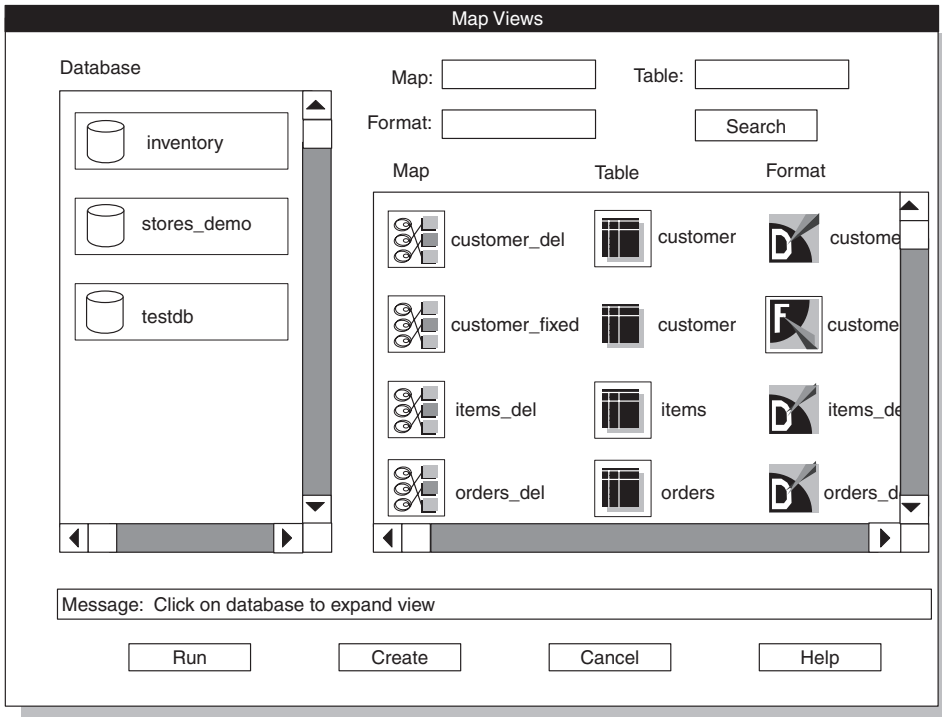 Map Views
Database
Map:
Table:
Format:
Search
inventory
stores_demo
testdb
Map Table Format
customer_del customer custome
customer_fixed customer custome
items_del items items_de
orders_del orders orders_d
Message: Click on database to expand view
Run Create Cancel Help